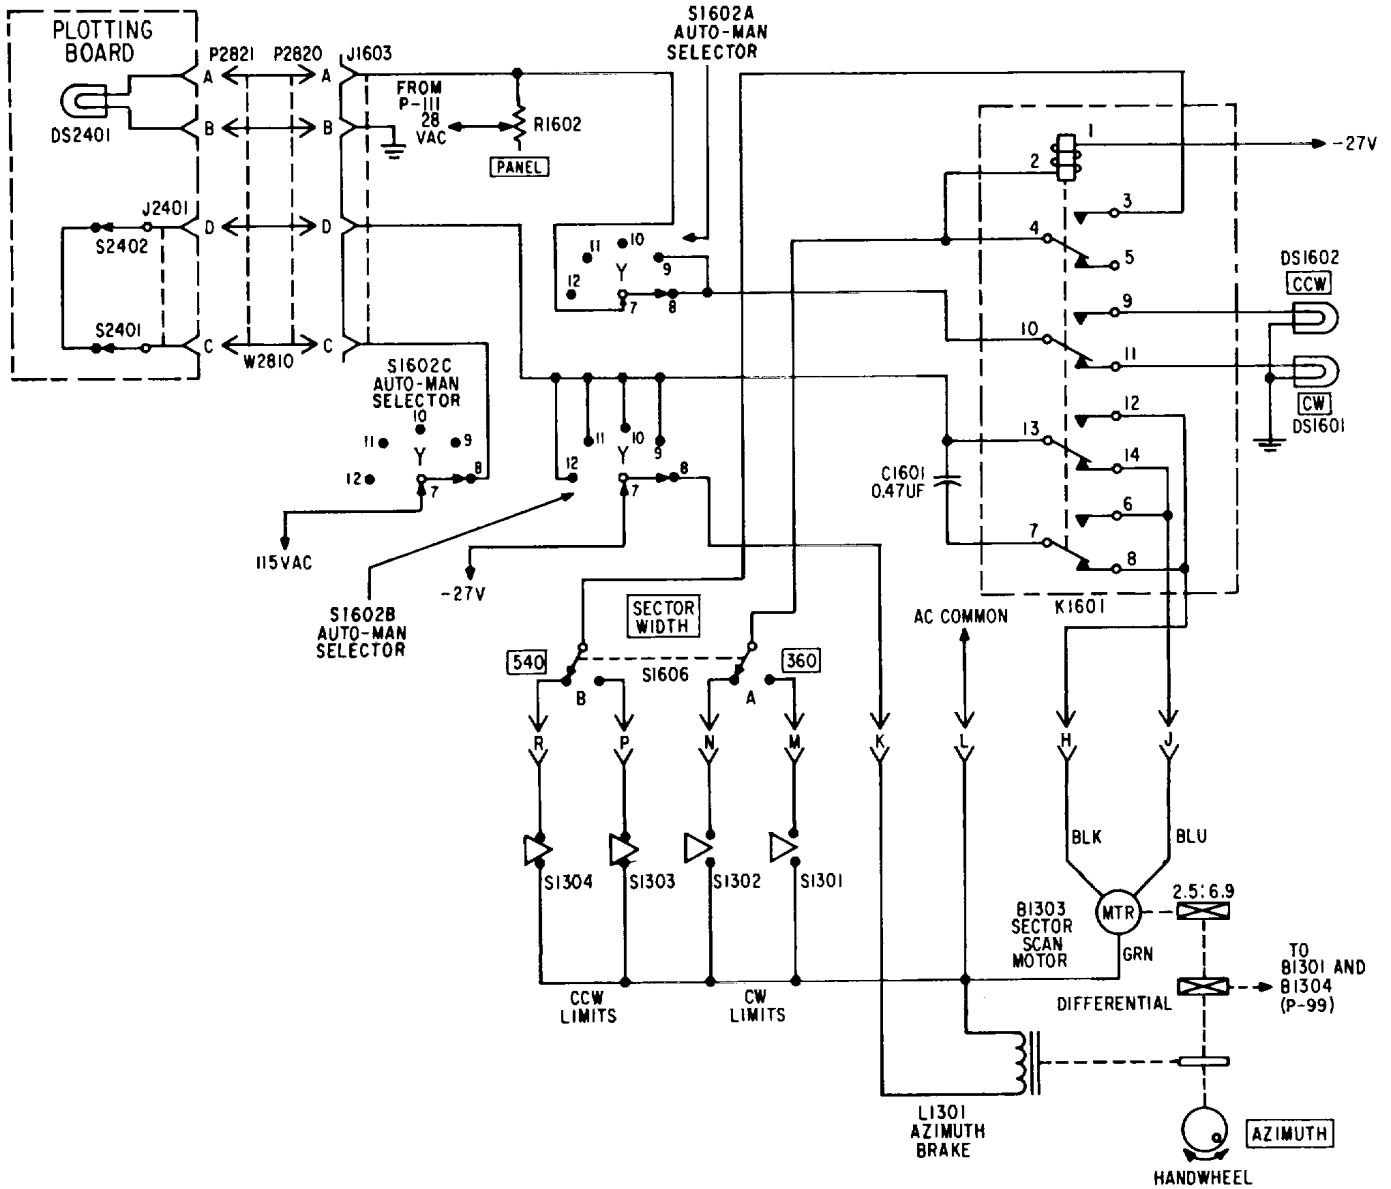 PLOTTING
BOARD
DS2401
P2821
P2820
J1603
A
A
A
B
B
FROM
P-111
28
VAC
R1602
PANEL
S1602A
AUTO-MAN
SELECTOR
J2401
S2402
D
D
S2401
C
C
W2810
S1602C
AUTO-MAN
SELECTOR
10
11
9
Y
12
8
7
115VAC
11
10
9
Y
12
7
8
11
10
9
Y
12
8
7
-27V
S1602B
AUTO-MAN
SELECTOR
1
2
-27V
3
4
5
9
10
11
12
13
14
6
7
8
K1601
DS1602
CCW
CW
DS1601
C1601
0.47UF
SECTOR
WIDTH
540
S1606
360
B
A
AC COMMON
R
P
N
M
K
L
H
J
S1304
S1303
S1302
S1301
BLK
BLU
2.5:6.9
MTR
B1303
SECTOR
SCAN
MOTOR
GRN
CCW
LIMITS
CW
LIMITS
DIFFERENTIAL
TO
B1301 AND
B1304
(P-99)
L1301
AZIMUTH
BRAKE
AZIMUTH
HANDWHEEL